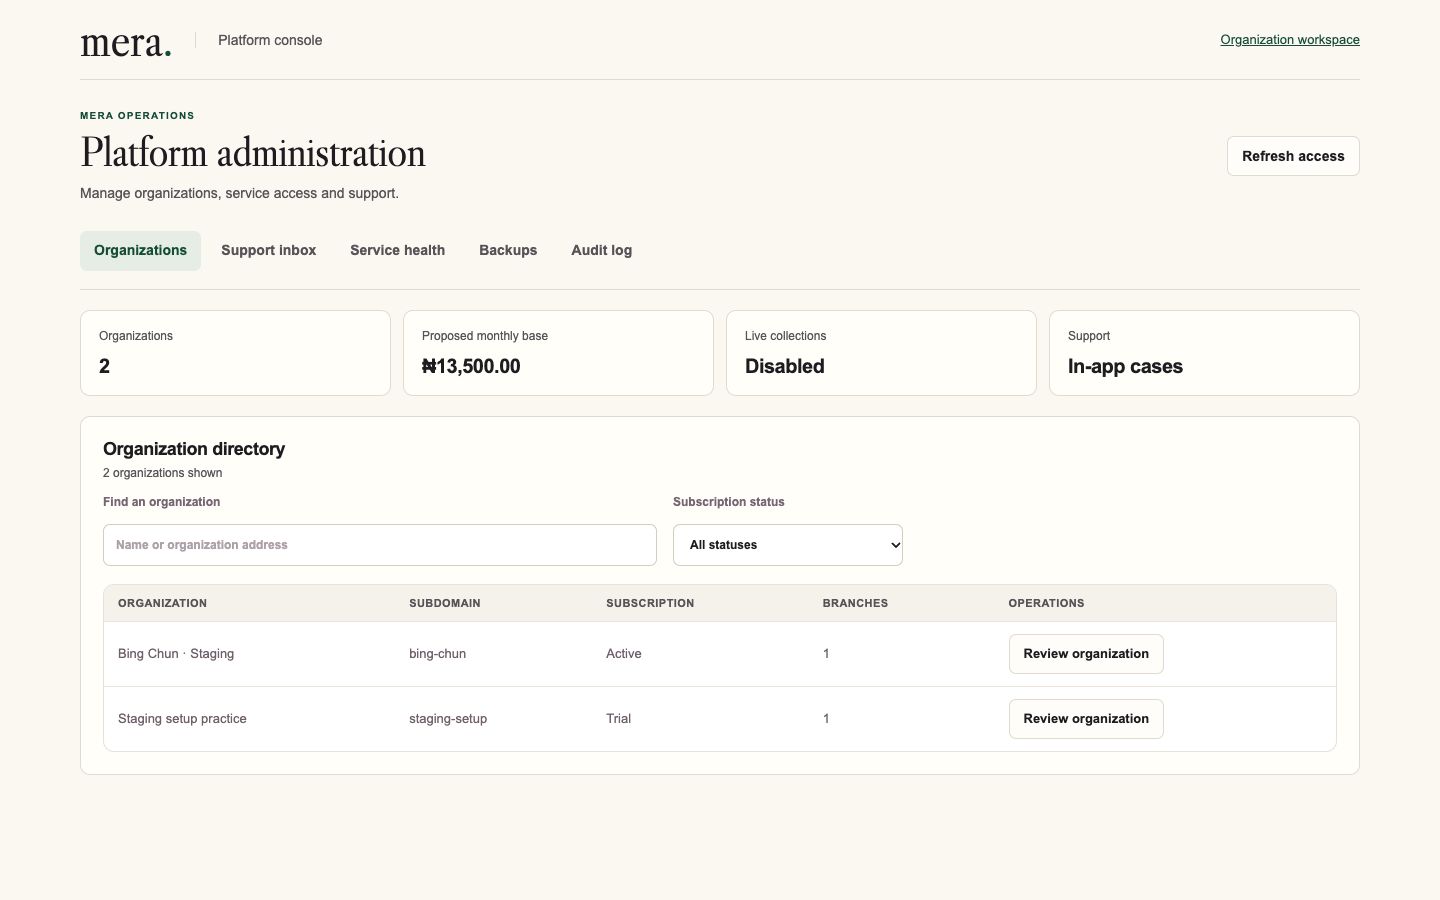 mera.
Platform console
Organization workspace
MERA OPERATIONS
Platform administration
Refresh access
Manage organizations, service access and support.
Organizations
Support inbox
Service health
Backups
Audit log
Organizations
2
Proposed monthly base
₦13,500.00
Live collections
Disabled
Support
In-app cases
Organization directory
2 organizations shown
Find an organization
Subscription status
Name or organization address
All statuses
ORGANIZATION SUBDOMAIN SUBSCRIPTION BRANCHES OPERATIONS
Bing Chun · Staging bing-chun Active 1 Review organization
Staging setup practice staging-setup Trial 1 Review organization